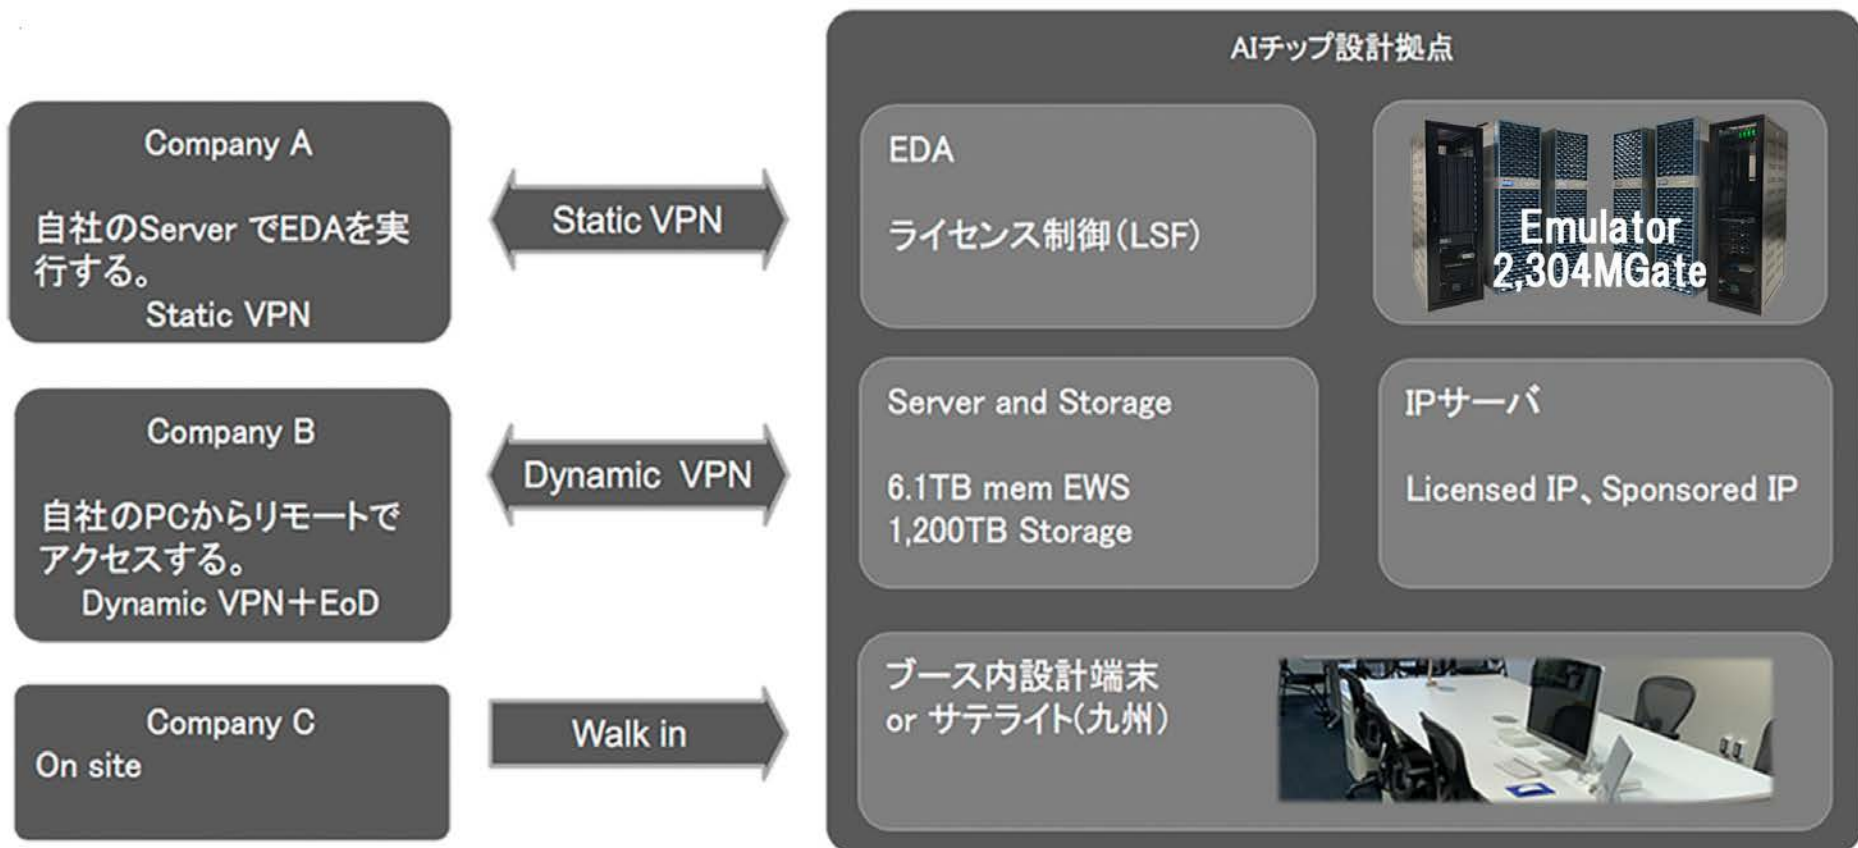 Company A
自社のServer でEDAを実
行する。
Static VPN
Company B
自社のPCからリモートで
アクセスする。
Dynamic VPN+EoD
Company C
On site
Static VPN
Dynamic VPN
Walk in
AIチップ設計拠点
EDA
ライセンス制御(LSF)
Emulator
2,304MGate
Server and Storage
6.1TB mem EWS
1,200TB Storage
IPサーバ
Licensed IP、Sponsored IP
ブース内設計端末
or サテライト(九州)